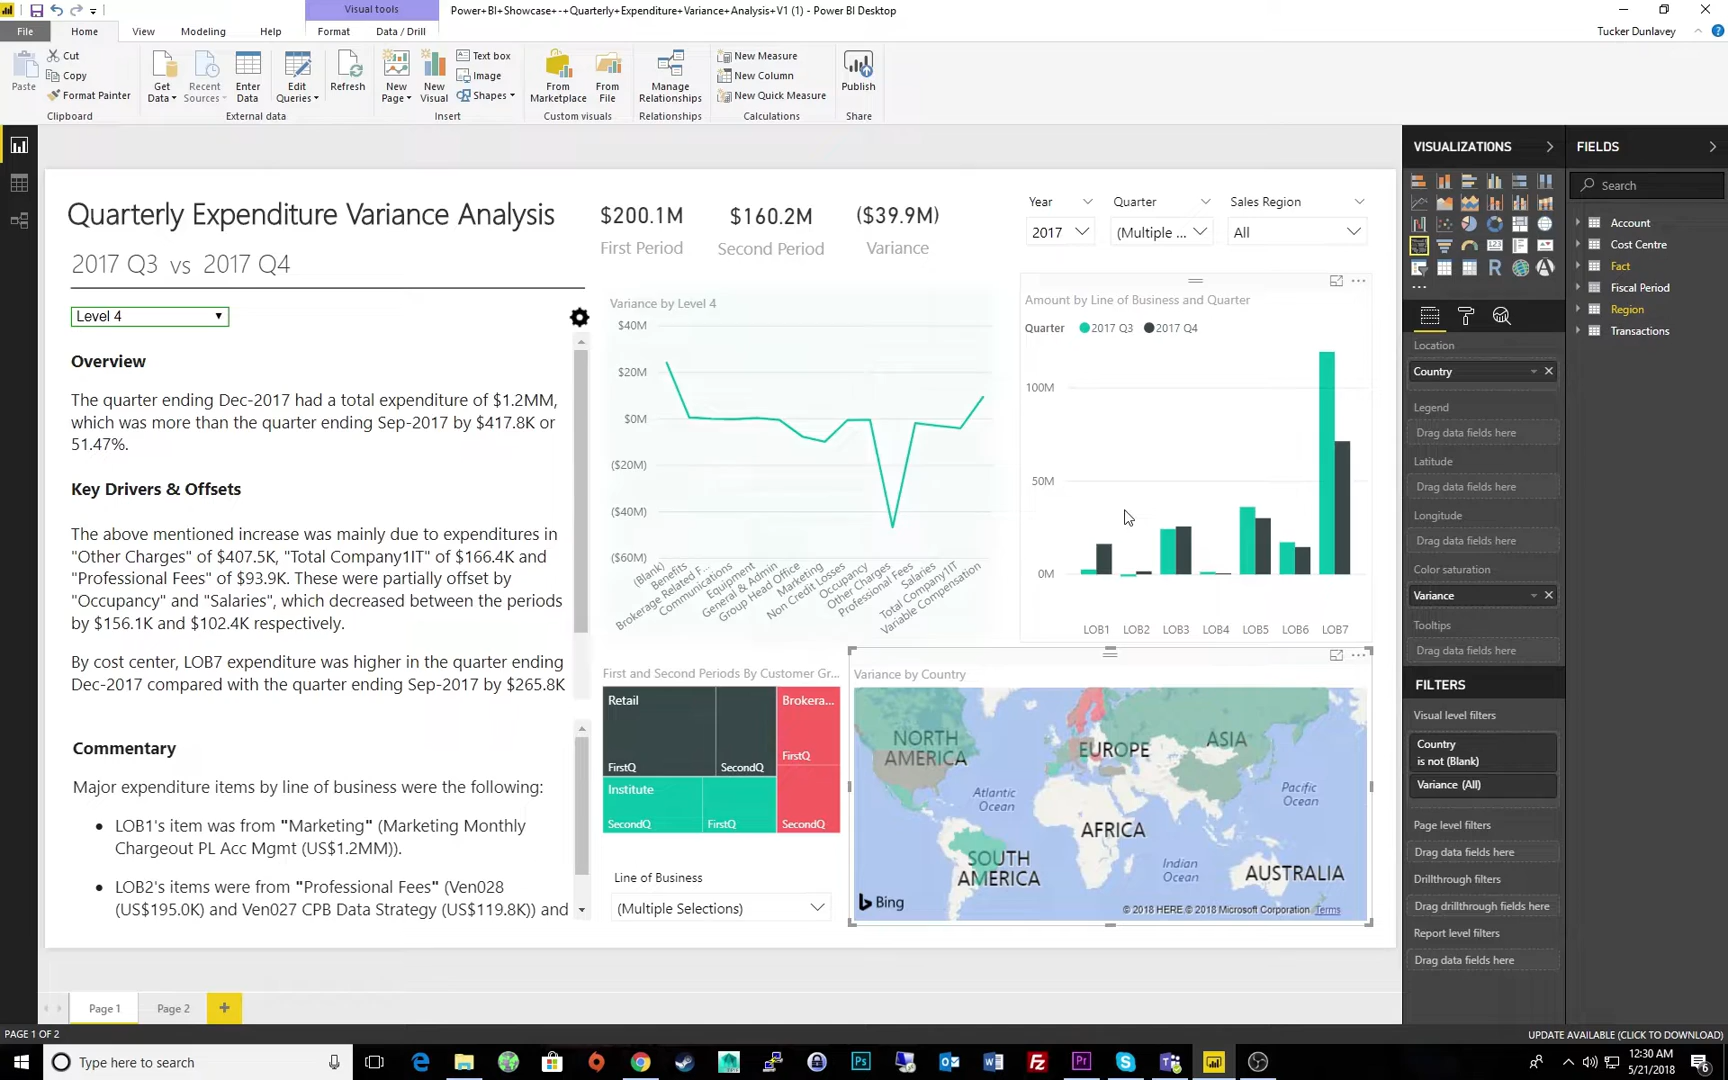 Visual tools
Power+BI+Showcase+-+Quarterly+Expenditure+Variance+Analysis+V1 (1) - Power BI Desktop
File Home View Modeling Help Format Data / Drill
Tucker Dunlavey
Paste
Cut
Copy
Format Painter
Clipboard
Get Data
Recent Sources
Enter Data
Edit Queries
Refresh
External data
New Page
New Visual
Text box
Image
Shapes
Insert
From Marketplace
From File
Custom visuals
Manage Relationships
Relationships
New Measure
New Column
New Quick Measure
Calculations
Publish
Share
Quarterly Expenditure Variance Analysis
2017 Q3 vs 2017 Q4
$200.1M
First Period
$160.2M
Second Period
($39.9M)
Variance
Year
2017
Quarter
(Multiple ...
Sales Region
All
Level 4
Overview
The quarter ending Dec-2017 had a total expenditure of $1.2MM,
which was more than the quarter ending Sep-2017 by $417.8K or
51.47%.
Key Drivers & Offsets
The above mentioned increase was mainly due to expenditures in
"Other Charges" of $407.5K, "Total Company1IT" of $166.4K and
"Professional Fees" of $93.9K. These were partially offset by
"Occupancy" and "Salaries", which decreased between the periods
by $156.1K and $102.4K respectively.
By cost center, LOB7 expenditure was higher in the quarter ending
Dec-2017 compared with the quarter ending Sep-2017 by $265.8K
Commentary
Major expenditure items by line of business were the following:
• LOB1's item was from "Marketing" (Marketing Monthly
Chargeout PL Acc Mgmt (US$1.2MM)).
• LOB2's items were from "Professional Fees" (Ven028
(US$195.0K) and Ven027 CPB Data Strategy (US$119.8K)) and
Variance by Level 4
$40M
$20M
$0M
($20M)
($40M)
($60M)
(Blank)
Benefits
Brokerage Related F...
Communications
Equipment
General & Admin
Group Head Office
Marketing
Non Credit Losses
Occupancy
Other Charges
Professional Fees
Salaries
Total Company1IT
Variable Compensation
Amount by Line of Business and Quarter
Quarter 2017 Q3 2017 Q4
100M
50M
0M
LOB1 LOB2 LOB3 LOB4 LOB5 LOB6 LOB7
First and Second Periods By Customer Gr...
Retail
FirstQ
SecondQ
Brokera...
FirstQ
SecondQ
Institute
SecondQ
FirstQ
Line of Business
(Multiple Selections)
Variance by Country
NORTH AMERICA
EUROPE
ASIA
Atlantic Ocean
Pacific Ocean
AFRICA
SOUTH AMERICA
Indian Ocean
AUSTRALIA
Bing
© 2018 HERE © 2018 Microsoft Corporation Terms
VISUALIZATIONS
R
Location
Country
Legend
Drag data fields here
Latitude
Drag data fields here
Longitude
Drag data fields here
Color saturation
Variance
Tooltips
Drag data fields here
FILTERS
Visual level filters
Country
is not (Blank)
Variance (All)
Page level filters
Drag data fields here
Drillthrough filters
Drag drillthrough fields here
Report level filters
Drag data fields here
FIELDS
Search
Account
Cost Centre
Fact
Fiscal Period
Region
Transactions
Page 1 Page 2 +
PAGE 1 OF 2
UPDATE AVAILABLE (CLICK TO DOWNLOAD)
Type here to search
12:30 AM
5/21/2018